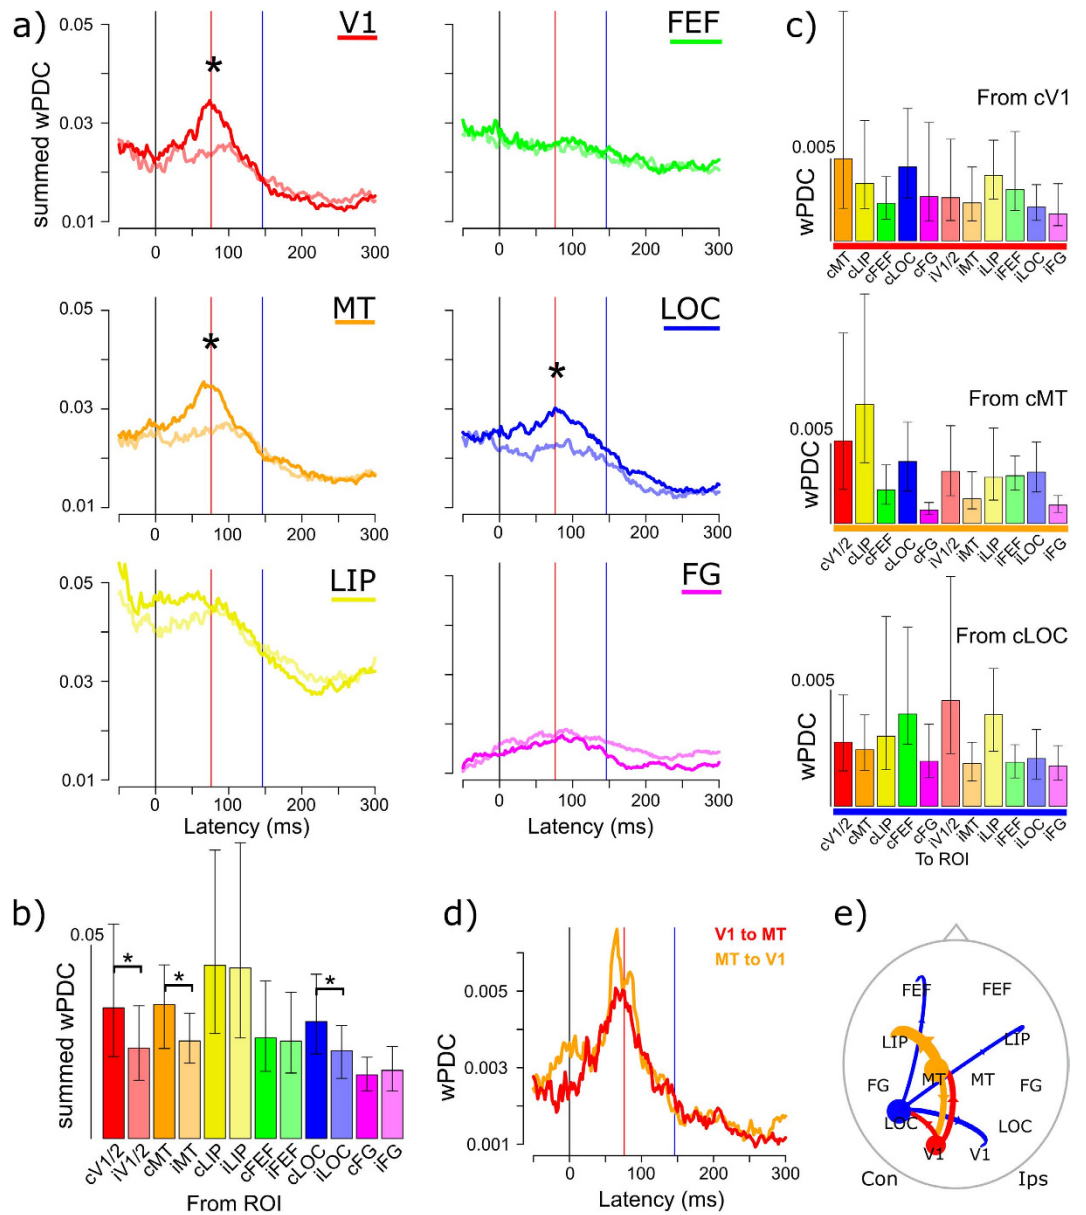 a)
V1
*
summed wPDC
0.05
0.03
0.01
0 100 200 300
FEF
0 100 200 300
MT
*
0.05
0.03
0.01
0 100 200 300
LOC
*
0 100 200 300
LIP
0.05
0.03
0.01
0 100 200 300
Latency (ms)
FG
0 100 200 300
Latency (ms)
c)
From cV1
0.005
wPDC
cMT cLIP cFEF cLOC cFG iV1/2 iMT iLIP iFEF iLOC iFG
From cMT
0.005
wPDC
cV1/2 cLIP cFEF cLOC cFG iV1/2 iMT iLIP iFEF iLOC iFG
From cLOC
0.005
wPDC
cV1/2 cMT cLIP cFEF cFG iV1/2 iMT iLIP iFEF iLOC iFG
To ROI
b)
0.05
summed wPDC
* * *
cV1/2 iV1/2 cMT iMT cLIP iLIP cFEF iFEF cLOC iLOC cFG iFG
From ROI
d)
V1 to MT
MT to V1
wPDC
0.005
0.003
0.001
0 100 200 300
Latency (ms)
e)
FEF FEF
LIP LIP
MT MT
FG FG
LOC LOC
V1 V1
Con Ips